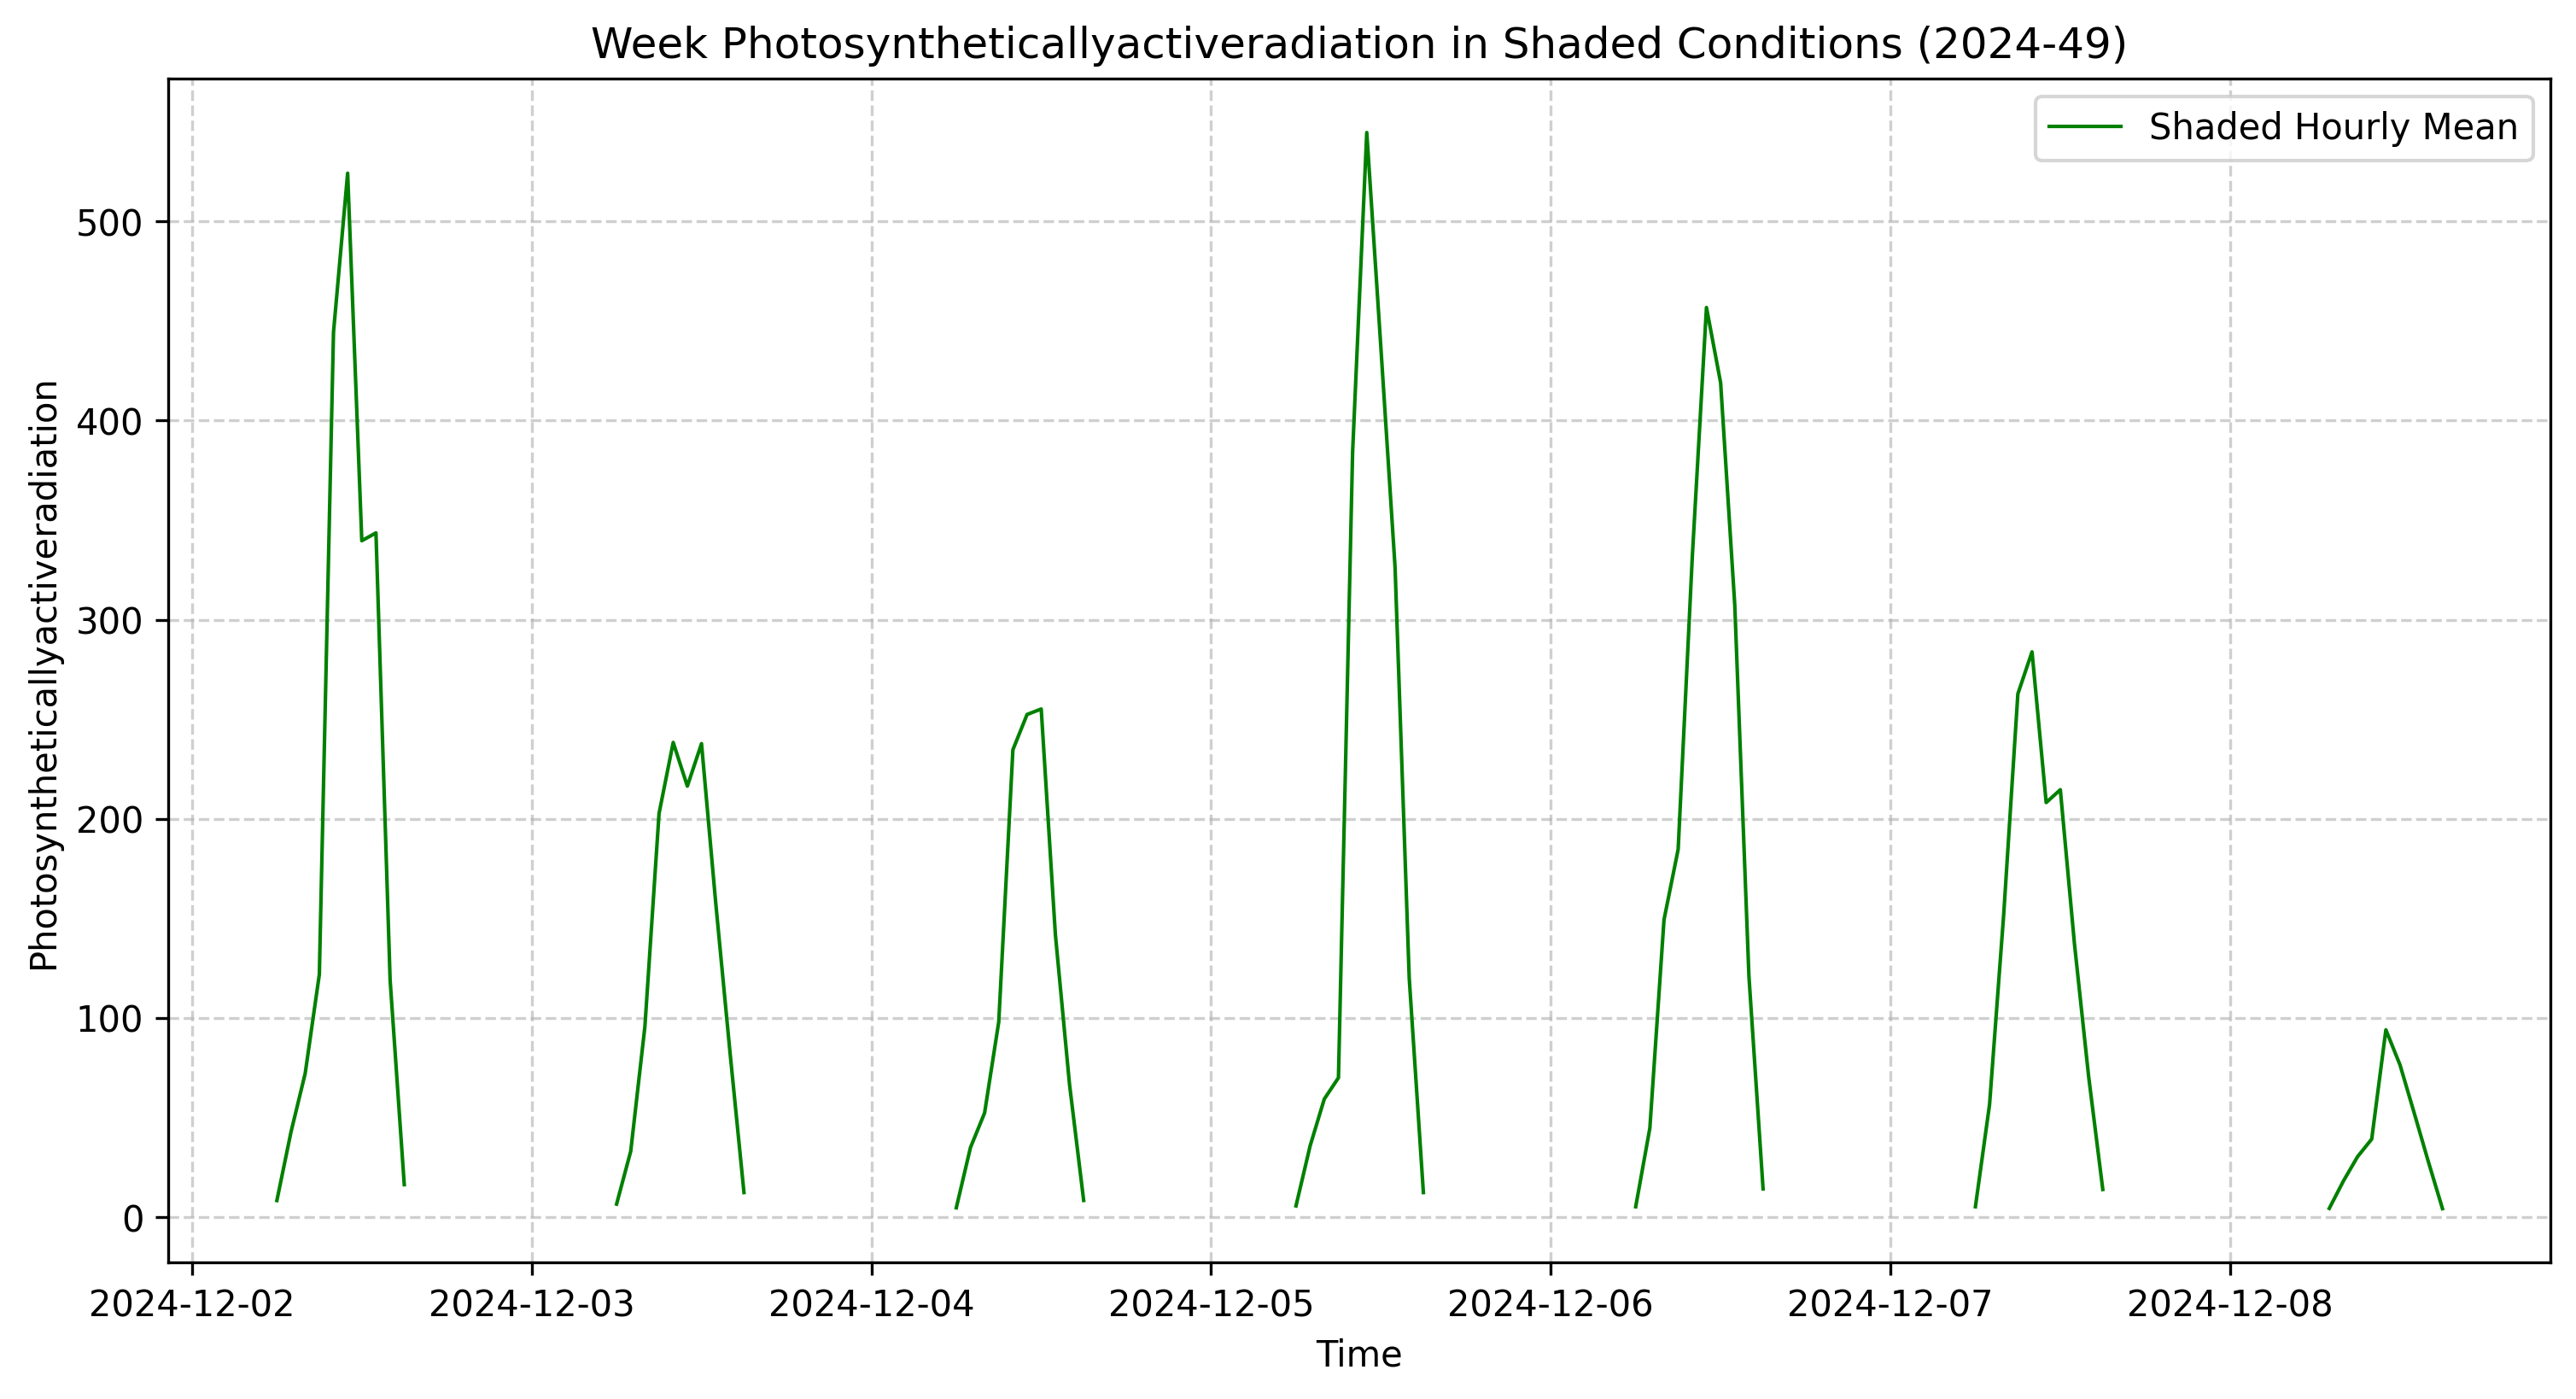 Week Photosyntheticallyactiveradiation in Shaded Conditions (2024-49)
Shaded Hourly Mean
Photosyntheticallyactiveradiation
500
400
300
200
100
0
2024-12-02 2024-12-03 2024-12-04 2024-12-05 2024-12-06 2024-12-07 2024-12-08
Time